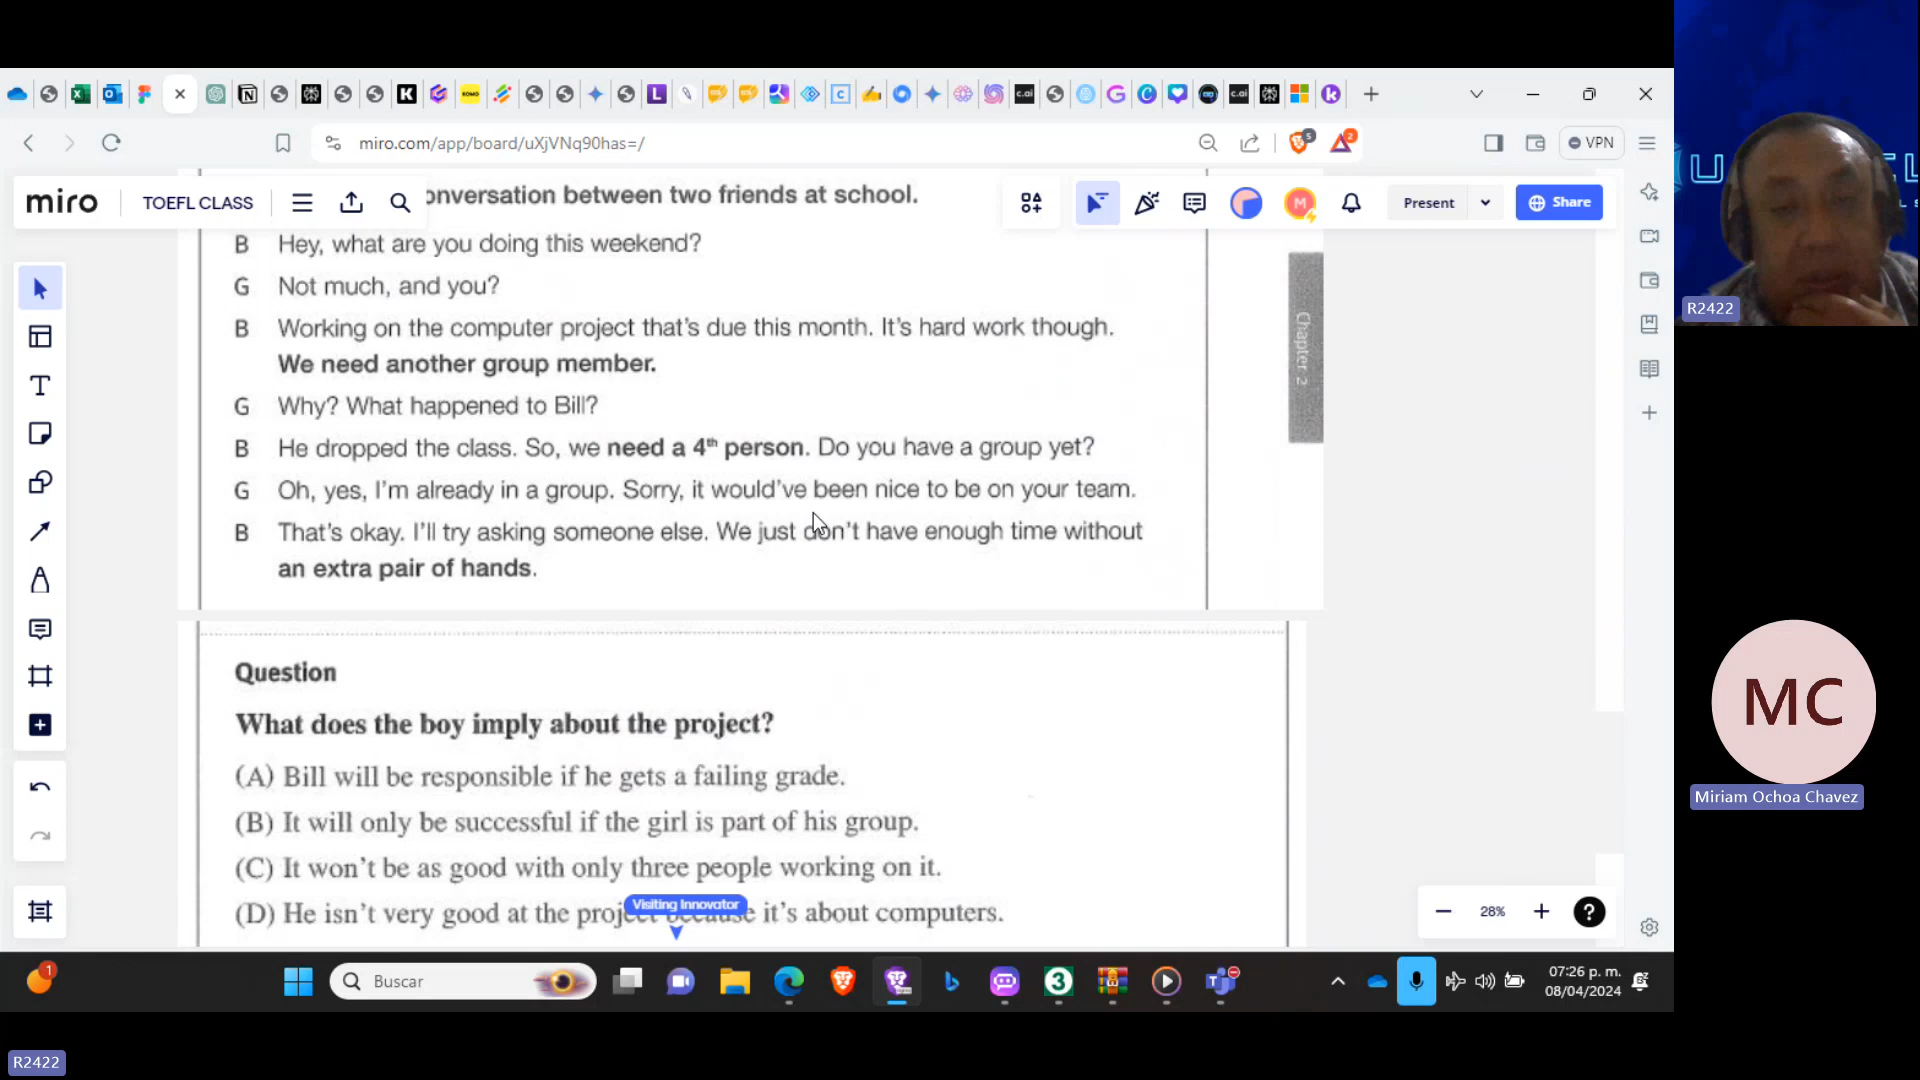 miro.com/app/board/uXjVNq90has=/
VPN
miro
TOEFL CLASS
onversation between two friends at school.
Present
Share
B Hey, what are you doing this weekend?
G Not much, and you?
B Working on the computer project that's due this month. It's hard work though.
We need another group member.
G Why? What happened to Bill?
B He dropped the class. So, we need a 4th person. Do you have a group yet?
G Oh, yes, I'm already in a group. Sorry, it would've been nice to be on your team.
B That's okay. I'll try asking someone else. We just don't have enough time without
an extra pair of hands.
Chapter 2
Question
What does the boy imply about the project?
(A) Bill will be responsible if he gets a failing grade.
(B) It will only be successful if the girl is part of his group.
(C) It won't be as good with only three people working on it.
Visiting Innovator
(D) He isn't very good at the project because it's about computers.
28%
Buscar
07:26 p. m.
08/04/2024
R2422
MC
Miriam Ochoa Chavez
R2422